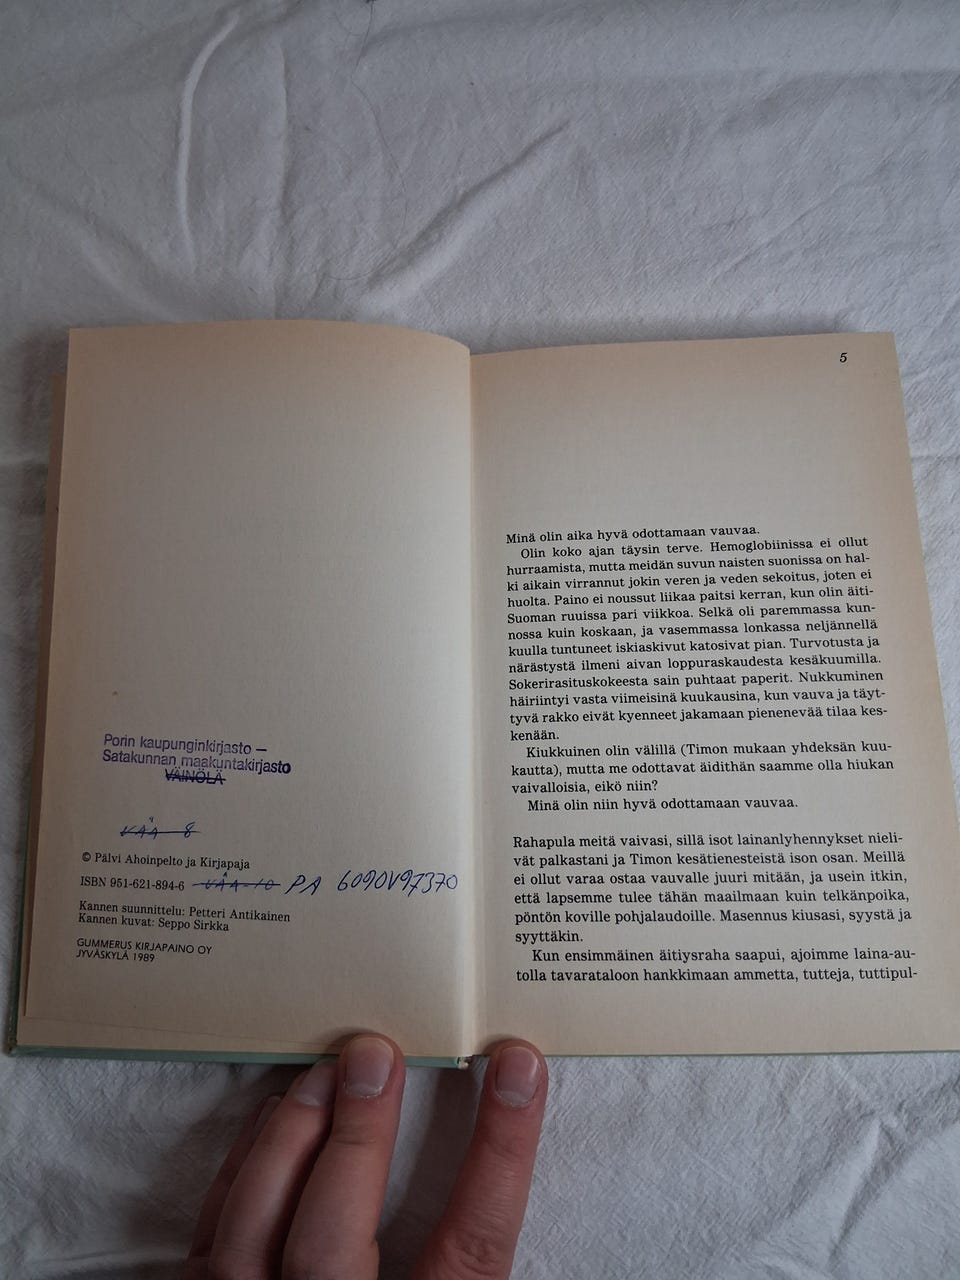 Porin kaupunginkirjasto —
Satakunnan maakuntakirjasto
VÄINÖLÄ
VÄÄ 8
© Pälvi Ahoinpelto ja Kirjapaja
ISBN 951-621-894-6 VÄÄ-10 PA 6090V97370
Kannen suunnittelu: Petteri Antikainen
Kannen kuvat: Seppo Sirkka
GUMMERUS KIRJAPAINO OY
JYVÄSKYLÄ 1989
5
Minä olin aika hyvä odottamaan vauvaa.
Olin koko ajan täysin terve. Hemoglobiinissa ei ollut
hurraamista, mutta meidän suvun naisten suonissa on hal-
ki aikain virrannut jokin veren ja veden sekoitus, joten ei
huolta. Paino ei noussut liikaa paitsi kerran, kun olin äiti-
Suoman ruuissa pari viikkoa. Selkä oli paremmassa kun-
nossa kuin koskaan, ja vasemmassa lonkassa neljännellä
kuulla tuntuneet iskiaskivut katosivat pian. Turvotusta ja
närästystä ilmeni aivan loppuraskaudesta kesäkuumilla.
Sokerirasituskokeesta sain puhtaat paperit. Nukkuminen
häiriintyi vasta viimeisinä kuukausina, kun vauva ja täyt-
tyvä rakko eivät kyenneet jakamaan pienenevää tilaa kes-
kenään.
Kiukkuinen olin välillä (Timon mukaan yhdeksän kuu-
kautta), mutta me odottavat äidithän saamme olla hiukan
vaivalloisia, eikö niin?
Minä olin niin hyvä odottamaan vauvaa.
Rahapula meitä vaivasi, sillä isot lainanlyhennykset nieli-
vät palkastani ja Timon kesätienesteistä ison osan. Meillä
ei ollut varaa ostaa vauvalle juuri mitään, ja usein itkin,
että lapsemme tulee tähän maailmaan kuin telkänpoika,
pöntön koville pohjalaudoille. Masennus kiusasi, syystä ja
syyttäkin.
Kun ensimmäinen äitiysraha saapui, ajoimme laina-au-
tolla tavarataloon hankkimaan ammetta, tutteja, tuttipul-